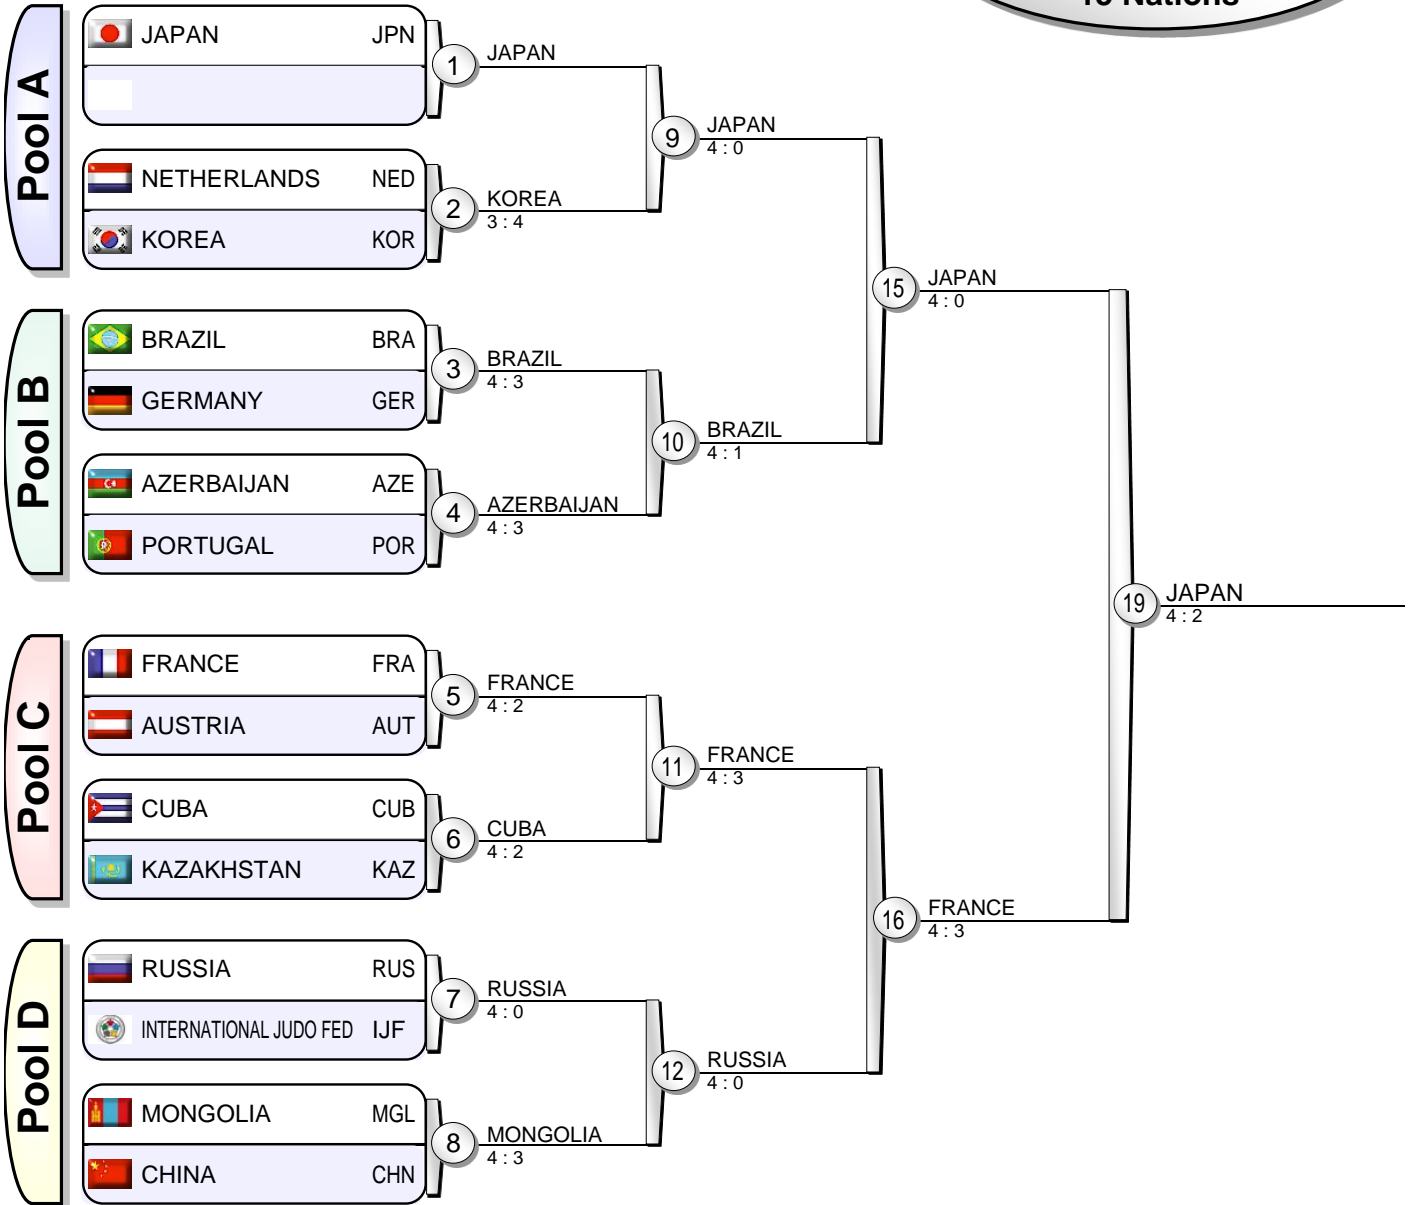 Nations
Pool A
JAPAN JPN
NETHERLANDS NED
KOREA KOR
Pool B
BRAZIL BRA
GERMANY GER
AZERBAIJAN AZE
PORTUGAL POR
Pool C
FRANCE FRA
AUSTRIA AUT
CUBA CUB
KAZAKHSTAN KAZ
Pool D
RUSSIA RUS
INTERNATIONAL JUDO FED IJF
MONGOLIA MGL
CHINA CHN
1 JAPAN
2 KOREA
3 : 4
3 BRAZIL
4 : 3
4 AZERBAIJAN
4 : 3
5 FRANCE
4 : 2
6 CUBA
4 : 2
7 RUSSIA
4 : 0
8 MONGOLIA
4 : 3
9 JAPAN
4 : 0
10 BRAZIL
4 : 1
11 FRANCE
4 : 3
12 RUSSIA
4 : 0
15 JAPAN
4 : 0
16 FRANCE
4 : 3
19 JAPAN
4 : 2